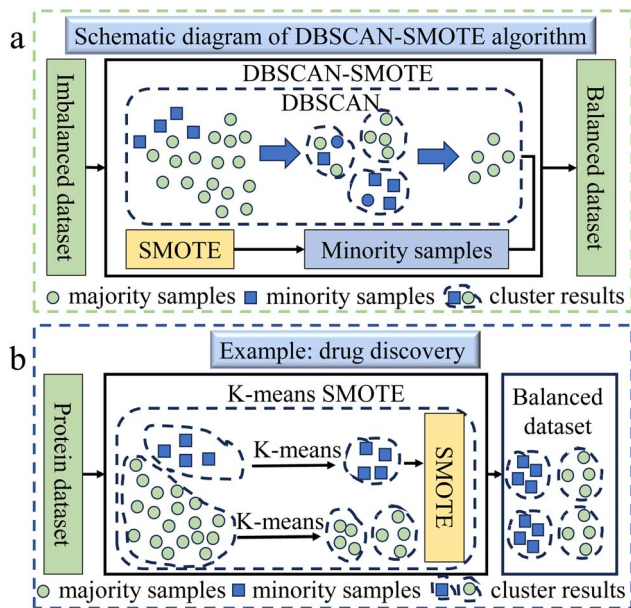 a
Schematic diagram of DBSCAN-SMOTE algorithm
Imbalanced dataset
DBSCAN-SMOTE
DBSCAN
SMOTE
Minority samples
Balanced dataset
majority samples minority samples cluster results
b
Example: drug discovery
Protein dataset
K-means SMOTE
K-means
K-means
SMOTE
Balanced
dataset
majority samples minority samples cluster results